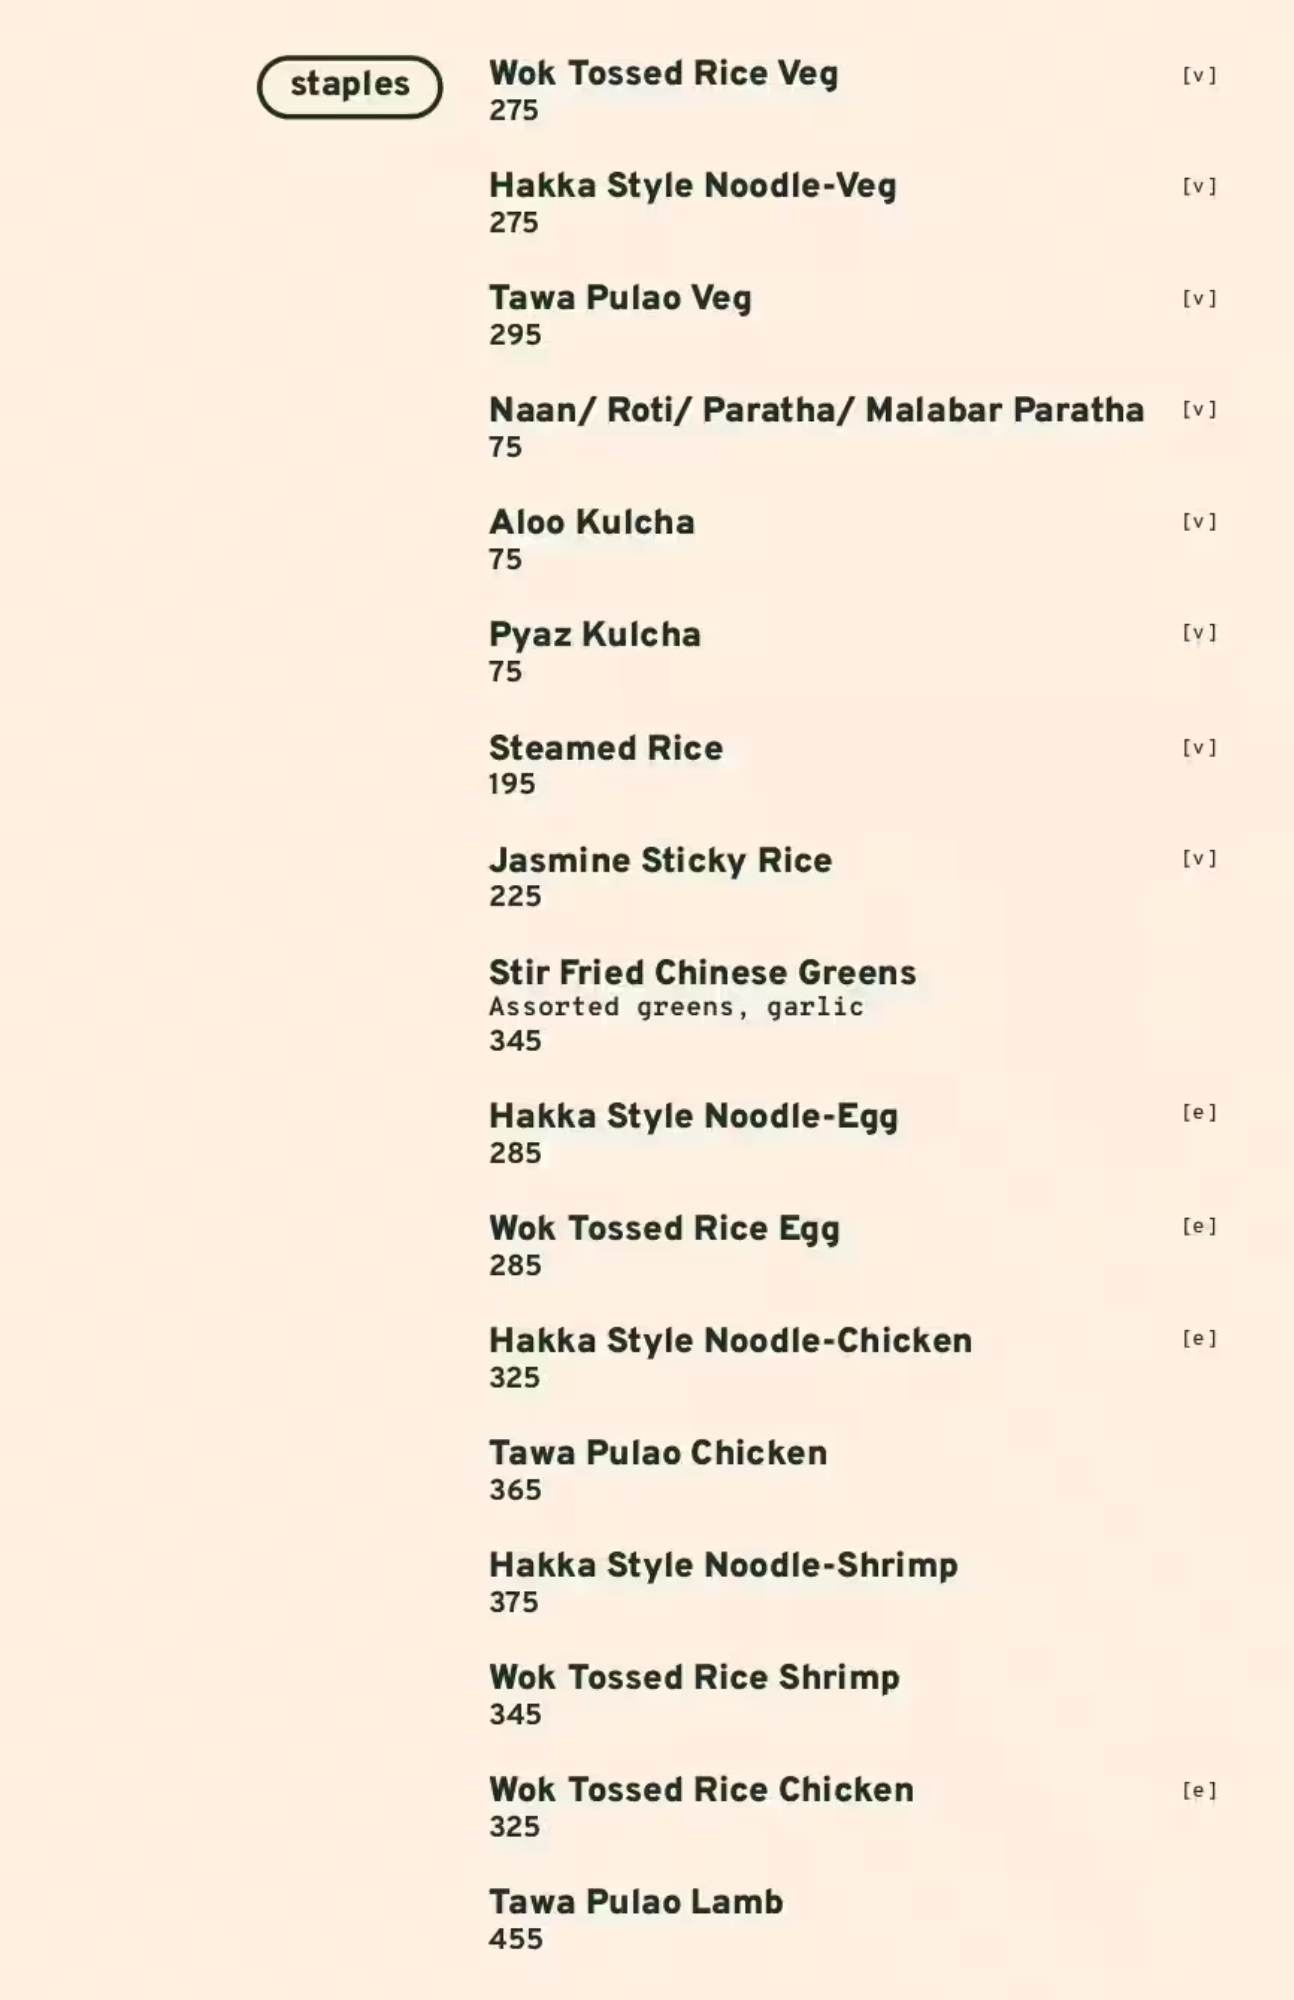 staples
Wok Tossed Rice Veg [v]
275
Hakka Style Noodle-Veg [v]
275
Tawa Pulao Veg [v]
295
Naan/ Roti/ Paratha/ Malabar Paratha [v]
75
Aloo Kulcha [v]
75
Pyaz Kulcha [v]
75
Steamed Rice [v]
195
Jasmine Sticky Rice [v]
225
Stir Fried Chinese Greens
Assorted greens, garlic
345
Hakka Style Noodle-Egg [e]
285
Wok Tossed Rice Egg [e]
285
Hakka Style Noodle-Chicken [e]
325
Tawa Pulao Chicken
365
Hakka Style Noodle-Shrimp
375
Wok Tossed Rice Shrimp
345
Wok Tossed Rice Chicken [e]
325
Tawa Pulao Lamb
455